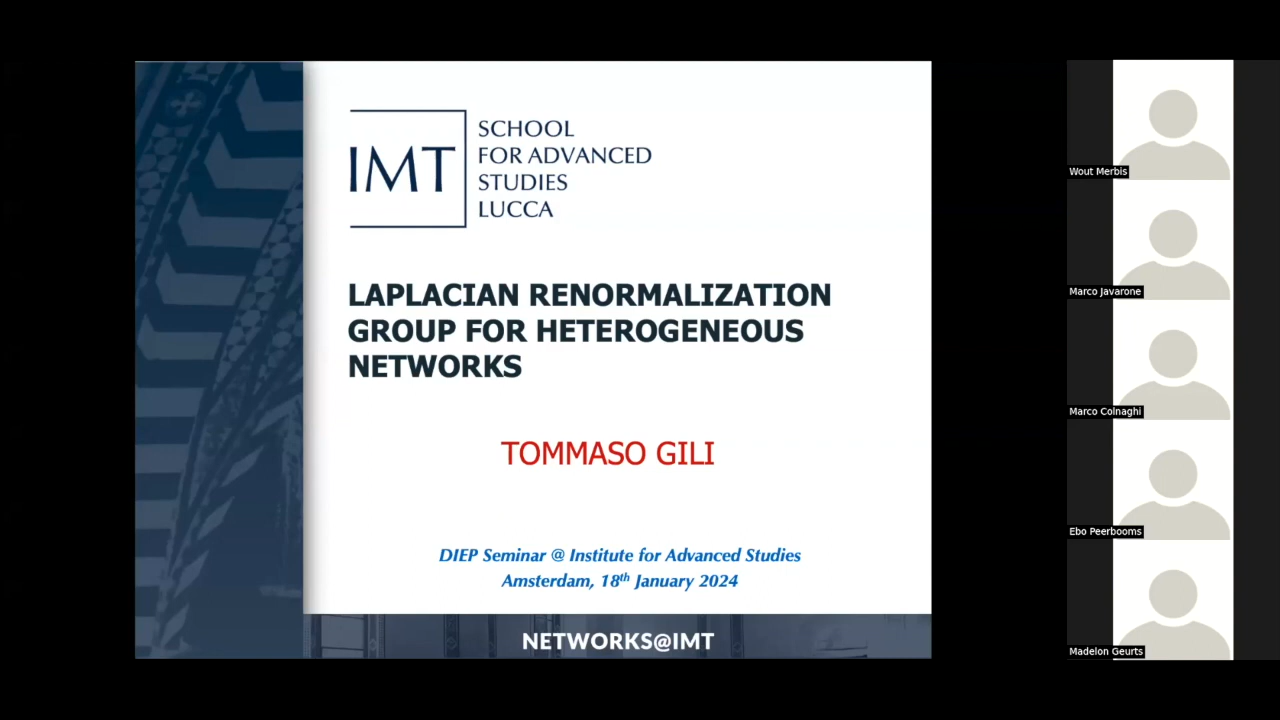 IMT
SCHOOL
FOR ADVANCED
STUDIES
LUCCA
LAPLACIAN RENORMALIZATION
GROUP FOR HETEROGENEOUS
NETWORKS
TOMMASO GILI
DIEP Seminar @ Institute for Advanced Studies
Amsterdam, 18th January 2024
NETWORKS@IMT
Wout Merbis
Marco Javarone
Marco Colnaghi
Ebo Peerbooms
Madelon Geurts